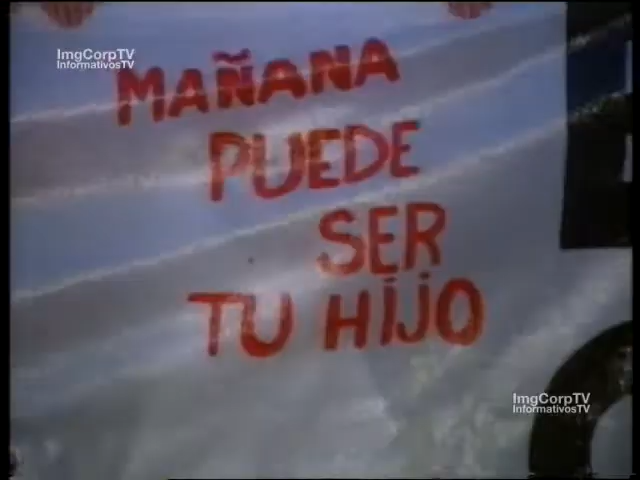 ImgCorpTV
InformativosTV
MAÑANA
PUEDE
SER
TU HIJO
ImgCorpTV
InformativosTV